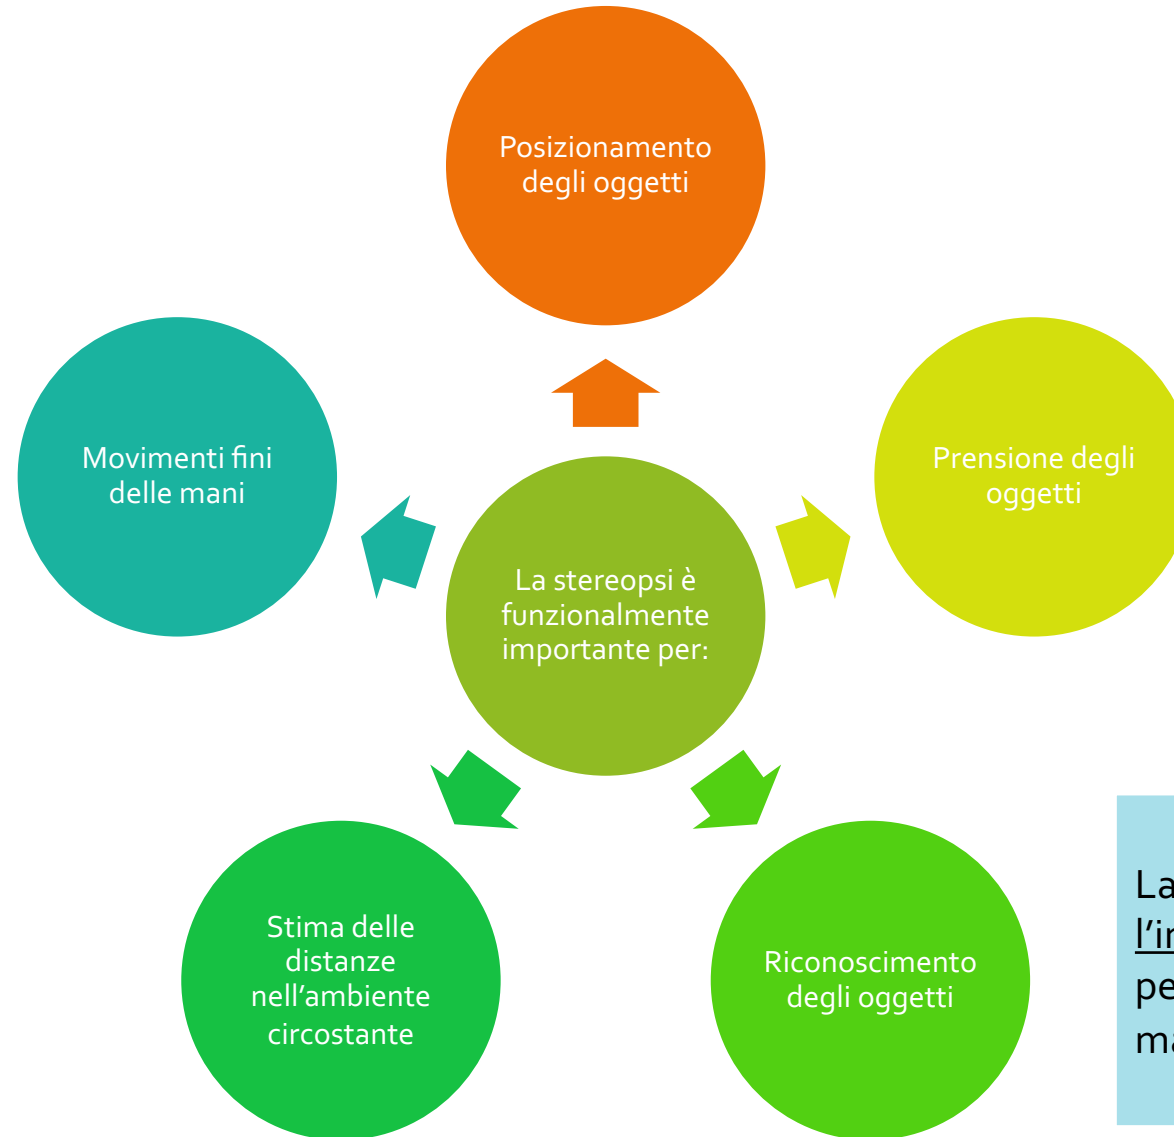 Posizionamento
degli oggetti
Movimenti fini
delle mani
Prensione degli
oggetti
La stereopsi è
funzionalmente
importante per:
Stima delle
distanze
nell'ambiente
circostante
Riconoscimento
degli oggetti
La